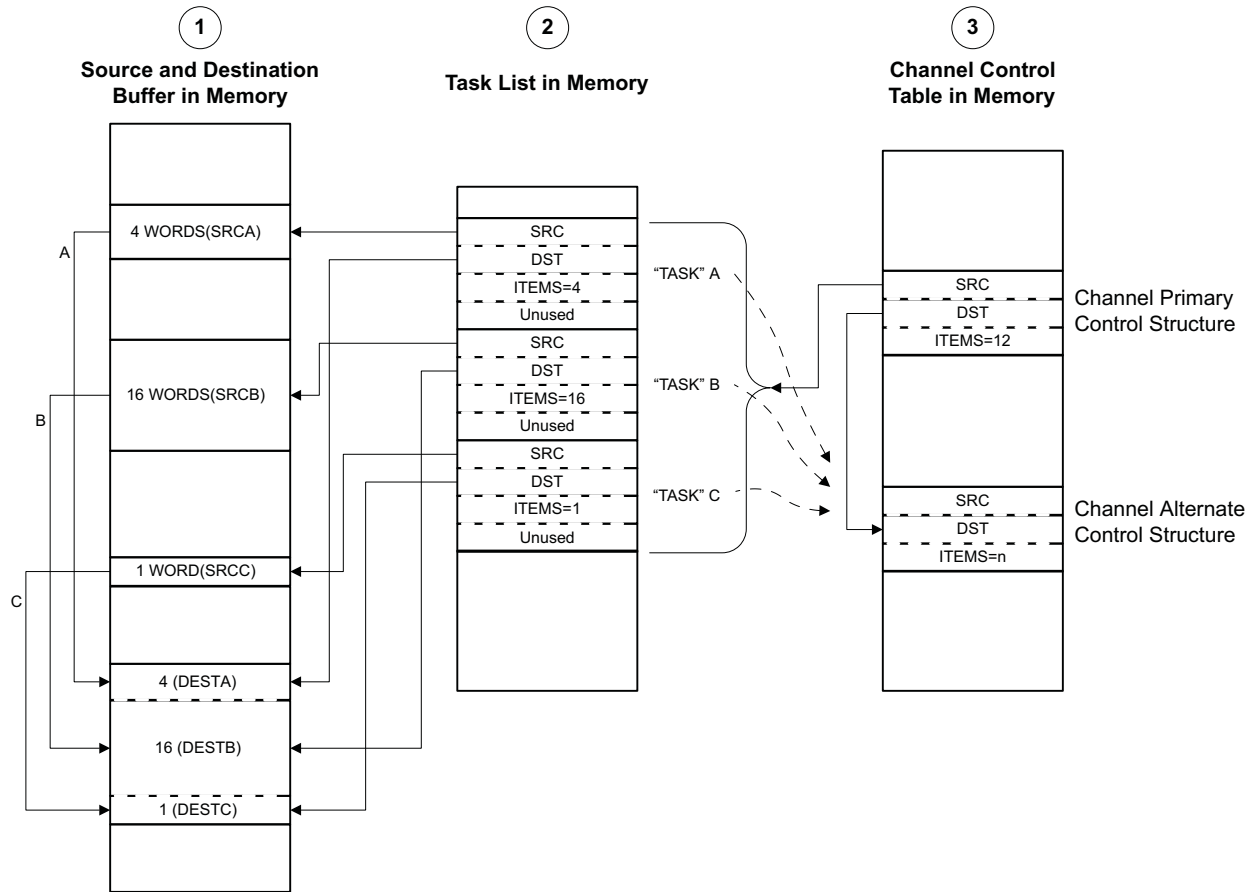 1
Source and Destination
Buffer in Memory
2
Task List in Memory
3
Channel Control
Table in Memory
4 WORDS(SRCA)
A
16 WORDS(SRCB)
B
1 WORD(SRCC)
C
4 (DESTA)
16 (DESTB)
1 (DESTC)
SRC
DST
ITEMS=4
Unused
SRC
DST
ITEMS=16
Unused
SRC
DST
ITEMS=1
Unused
“TASK” A
“TASK” B
“TASK” C
SRC
DST
ITEMS=12
Channel Primary
Control Structure
SRC
DST
ITEMS=n
Channel Alternate
Control Structure